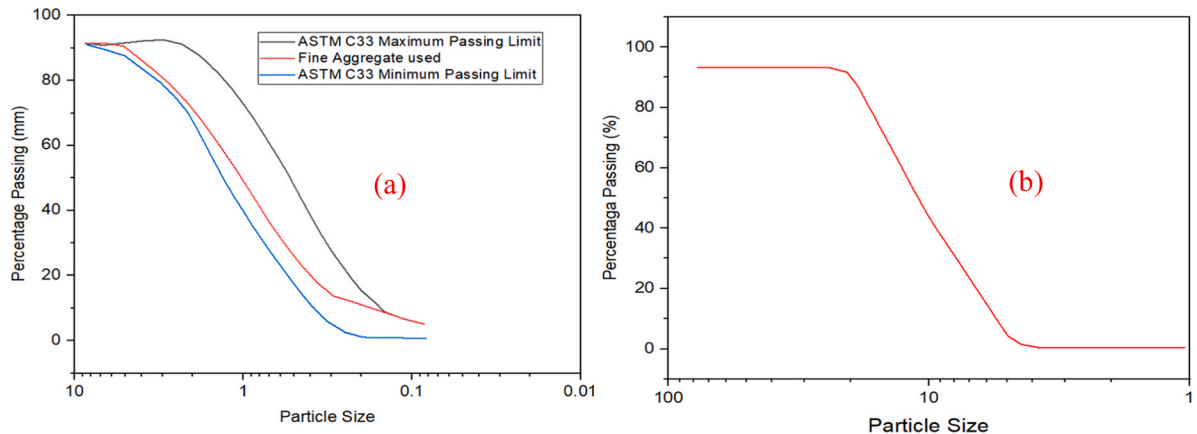 100
80
60
40
20
0
Percentage Passing (mm)
ASTM C33 Maximum Passing Limit
Fine Aggregate used
ASTM C33 Minimum Passing Limit
(a)
10
1
0.1
0.01
Particle Size
100
80
60
40
20
0
Percentaga Passing (%)
(b)
100
10
1
Particle Size